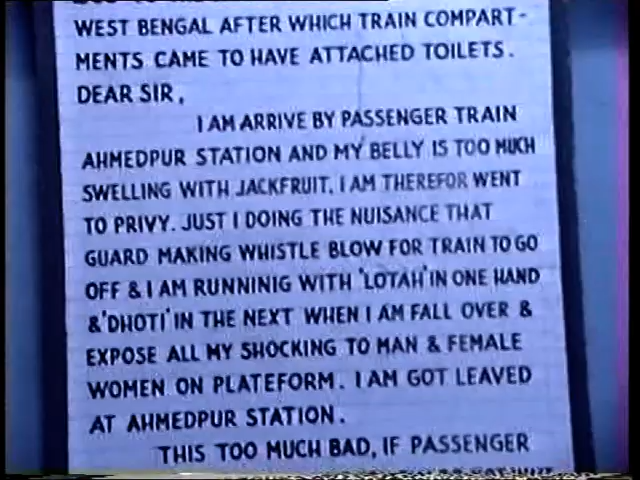 WEST BENGAL AFTER WHICH TRAIN COMPART-
MENTS CAME TO HAVE ATTACHED TOILETS.
DEAR SIR,
I AM ARRIVE BY PASSENGER TRAIN
AHMEDPUR STATION AND MY BELLY IS TOO MUCH
SWELLING WITH JACKFRUIT. I AM THEREFOR WENT
TO PRIVY. JUST I DOING THE NUISANCE THAT
GUARD MAKING WHISTLE BLOW FOR TRAIN TO GO
OFF & I AM RUNNINIG WITH 'LOTAH' IN ONE HAND
& 'DHOTI' IN THE NEXT WHEN I AM FALL OVER &
EXPOSE ALL MY SHOCKING TO MAN & FEMALE
WOMEN ON PLATEFORM. I AM GOT LEAVED
AT AHMEDPUR STATION.
THIS TOO MUCH BAD, IF PASSENGER